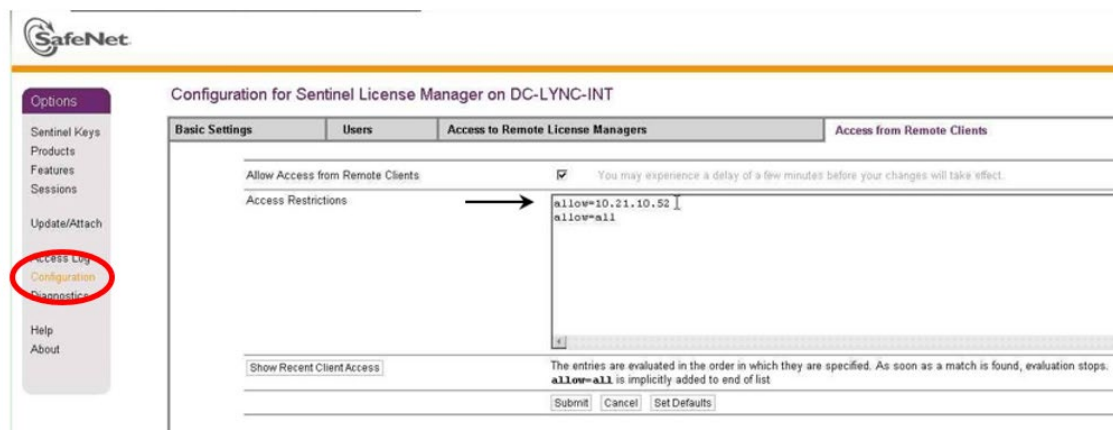 SafeNet.
Options
Sentinel Keys
Products
Features
Sessions
Update/Attach
Access Log
Configuration
Diagnostics
Help
About
Configuration for Sentinel License Manager on DC-LYNC-INT
Basic Settings Users Access to Remote License Managers Access from Remote Clients
Allow Access from Remote Clients You may experience a delay of a few minutes before your changes will take effect.
Access Restrictions
allow=10.21.10.52
allow=all
Show Recent Client Access
The entries are evaluated in the order in which they are specified. As soon as a match is found, evaluation stops.
allow=all is implicitly added to end of list
Submit Cancel Set Defaults